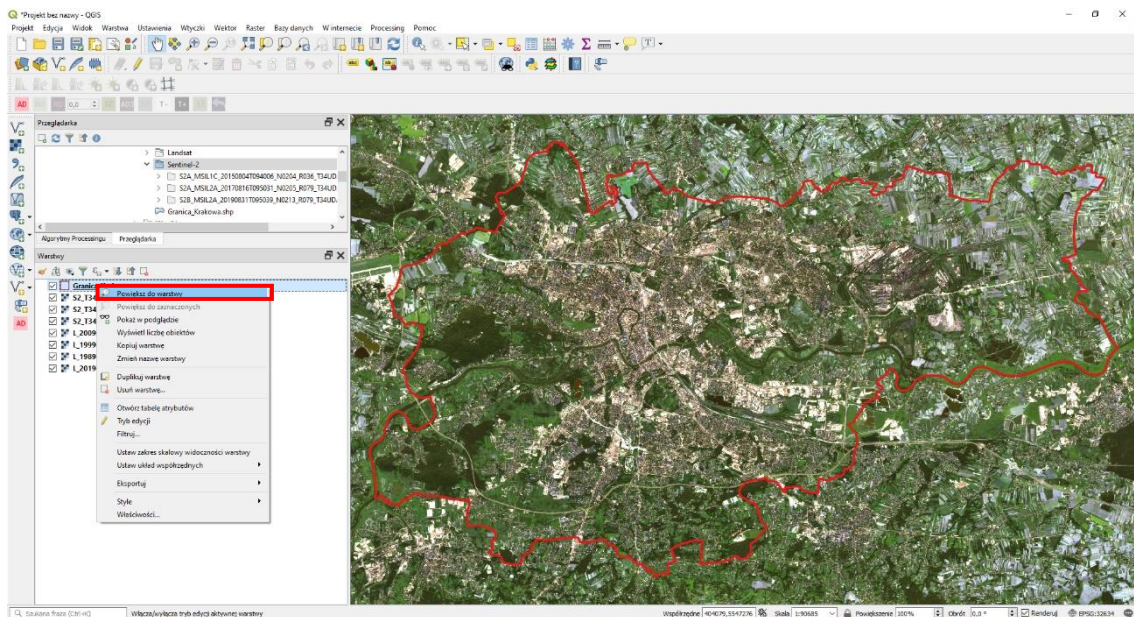 *Projekt bez nazwy - QGIS
Projekt Edycja Widok Warstwa Ustawienia Wtyczki Wektor Raster Bazy danych W internecie Processing Pomoc
0,0
Przeglądarka
Landsat
Sentinel-2
S2A_MSIL1C_20150804T094006_N0204_R036_T34UD
S2A_MSIL2A_20170816T095031_N0205_R079_T34UD
S2B_MSIL2A_20190831T095039_N0213_R079_T34UD
Granica_Krakowa.shp
Algorytmy Processingu Przeglądarka
Warstwy
Powiększ do warstwy
S2_T34
Powiększ do zaznaczonych
S2_T34
Pokaż w podglądzie
S2_T34
Wyświetl liczbę obiektów
L_2009
Kopiuj warstwę
L_1999
Zmień nazwę warstwy
L_1989
L_2019
Duplikuj warstwę
Usuń warstwę...
Otwórz tabelę atrybutów
Tryb edycji
Filtruj...
Ustaw zakres skalowy widoczności warstwy
Ustaw układ współrzędnych
Eksportuj
Style
Właściwości...
Szukana fraza (Ctrl+K) Włącza/wyłącza tryb edycji aktywnej warstwy Współrzędne 404079,5547276 Skala 1:90685 Powiększenie 100% Obrót 0,0 ° Renderuj EPSG:32634